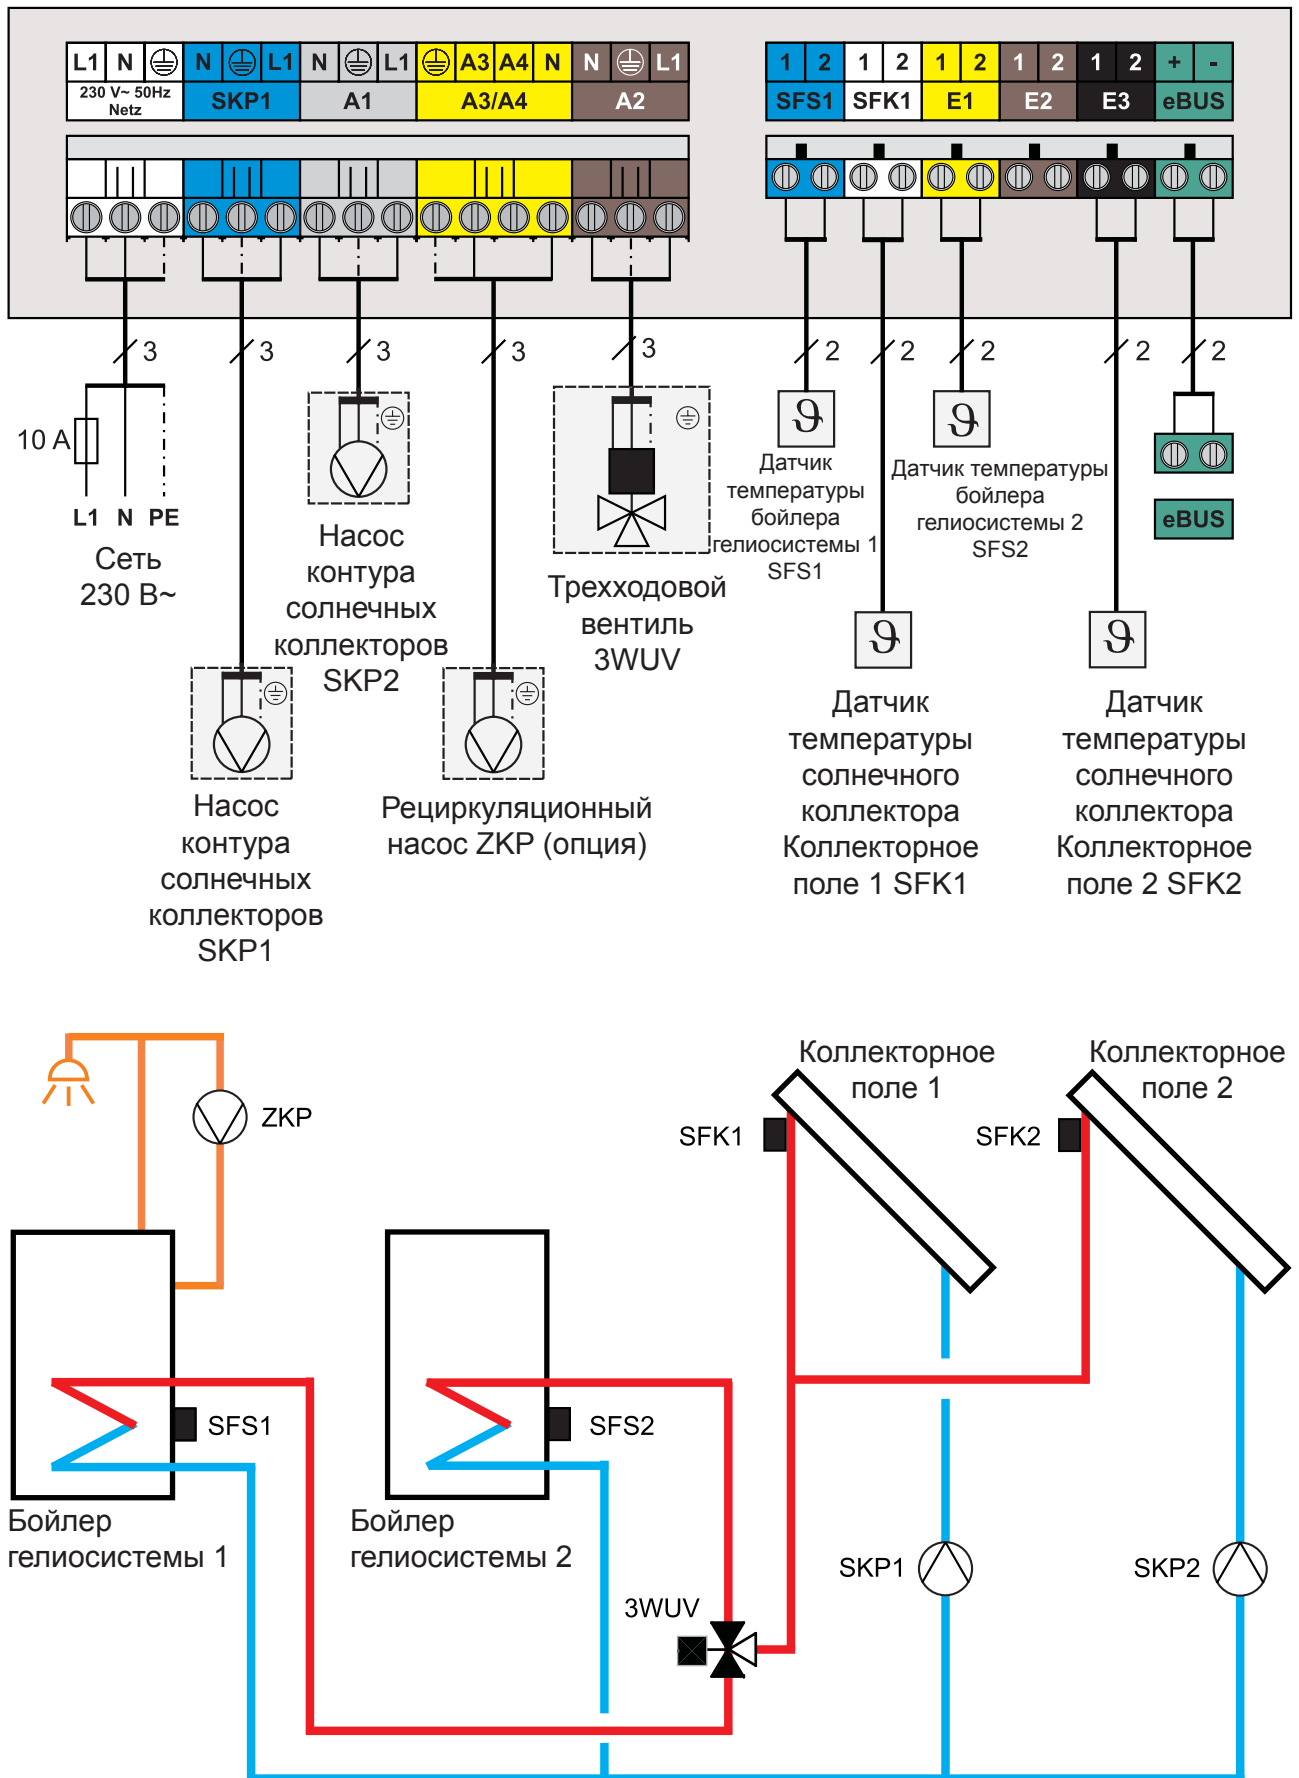 L1 N N L1 N L1 A3 A4 N N L1 1 2 1 2 1 2 1 2 1 2 + -
230 V~ 50Hz
Netz
SKP1 A1 A3/A4 A2 SFS1 SFK1 E1 E2 E3 eBUS
3 3 3 3 3 2 2 2 2 2
10 A
L1 N PE
Сеть
230 В~
Насос
контура
солнечных
коллекторов
SKP2
Трехходовой
вентиль
3WUV
ϑ
Датчик
температуры
бойлера
гелиосистемы 1
SFS1
ϑ
Датчик температуры
бойлера
гелиосистемы 2
SFS2
eBUS
Насос
контура
солнечных
коллекторов
SKP1
Рециркуляционный
насос ZKP (опция)
ϑ
Датчик
температуры
солнечного
коллектора
Коллекторное
поле 1 SFK1
ϑ
Датчик
температуры
солнечного
коллектора
Коллекторное
поле 2 SFK2
Коллекторное
поле 1
Коллекторное
поле 2
ZKP
SFK1
SFK2
SFS1
SFS2
Бойлер
гелиосистемы 1
Бойлер
гелиосистемы 2
SKP1
SKP2
3WUV